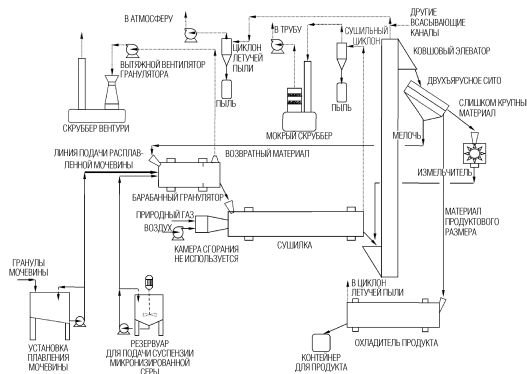 ДРУГИЕ
ВСАСЫВАЮЩИЕ
КАНАЛЫ
В АТМОСФЕРУ
В ТРУБУ
СУШИЛЬНЫЙ
ЦИКЛОН
ЦИКЛОН
ЛЕТУЧЕЙ
ПЫЛИ
КОВШОВЫЙ ЭЛЕВАТОР
ВЫТЯЖНОЙ ВЕНТИЛЯТОР
ГРАНУЛЯТОРА
ДВУХЪЯРУСНОЕ СИТО
ПЫЛЬ
ПЫЛЬ
СЛИШКОМ КРУПНЫ
МАТЕРИАЛ
СКРУББЕР ВЕНТУРИ
МОКРЫЙ СКРУББЕР
МЕЛОЧЬ
ЛИНИЯ ПОДАЧИ РАСПЛАВ-
ЛЕННОЙ МОЧЕВИНЫ
ВОЗВРАТНЫЙ МАТЕРИАЛ
ИЗМЕЛЬЧИТЕЛЬ
БАРАБАННЫЙ ГРАНУЛЯТОР
ПРИРОДНЫЙ ГАЗ
ВОЗДУХ
МАТЕРИАЛ
ПРОДУКТОВОГО
РАЗМЕРА
КАМЕРА СГОРАНИЯ
НЕ ИСПОЛЬЗУЕТСЯ
СУШИЛКА
ГРАНУЛЫ
МОЧЕВИНЫ
В ЦИКЛОН
ЛЕТУЧЕЙ ПЫЛИ
УСТАНОВКА
ПЛАВЛЕНИЯ
МОЧЕВИНЫ
РЕЗЕРВУАР
ДЛЯ ПОДАЧИ СУСПЕНЗИИ
МИКРОНИЗИРОВАННОЙ
СЕРЫ
ОХЛАДИТЕЛЬ ПРОДУКТА
КОНТЕЙНЕР
ДЛЯ ПРОДУКТА